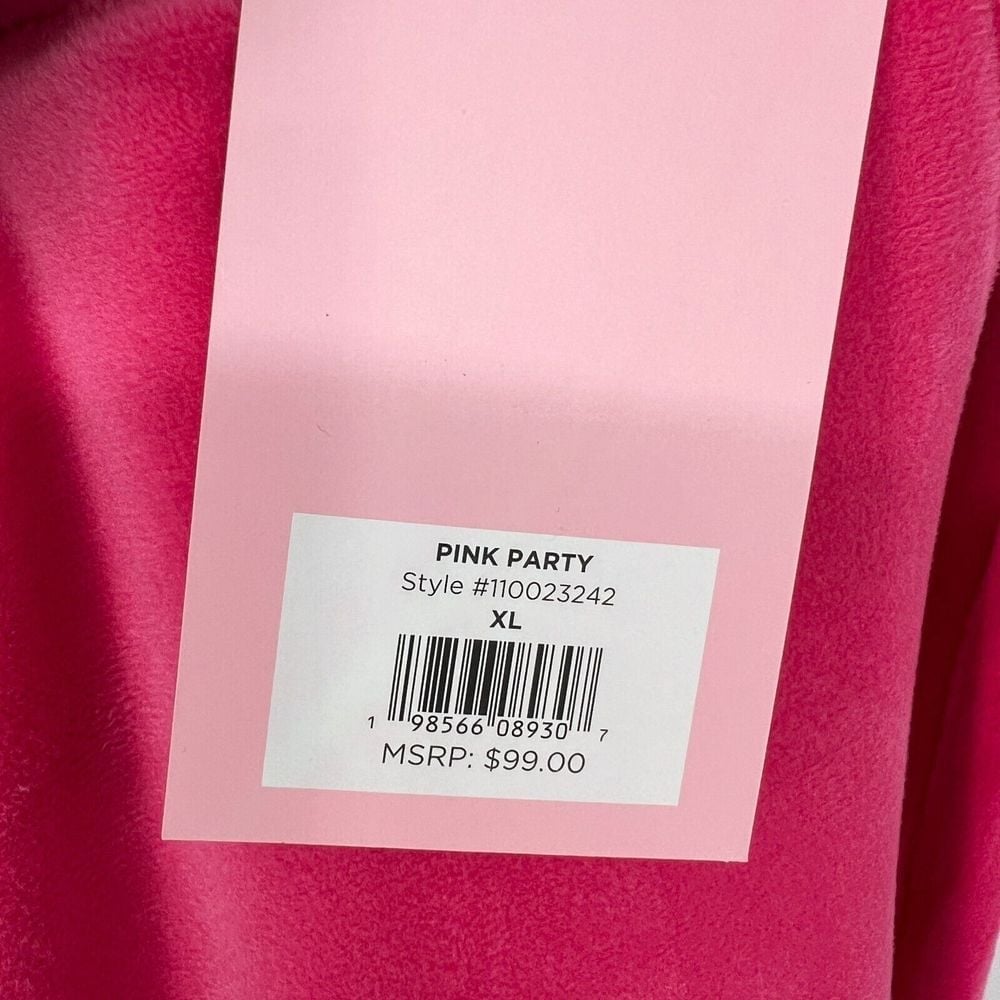 PINK PARTY
Style #110023242
XL
1 98566 08930 7
MSRP: $99.00